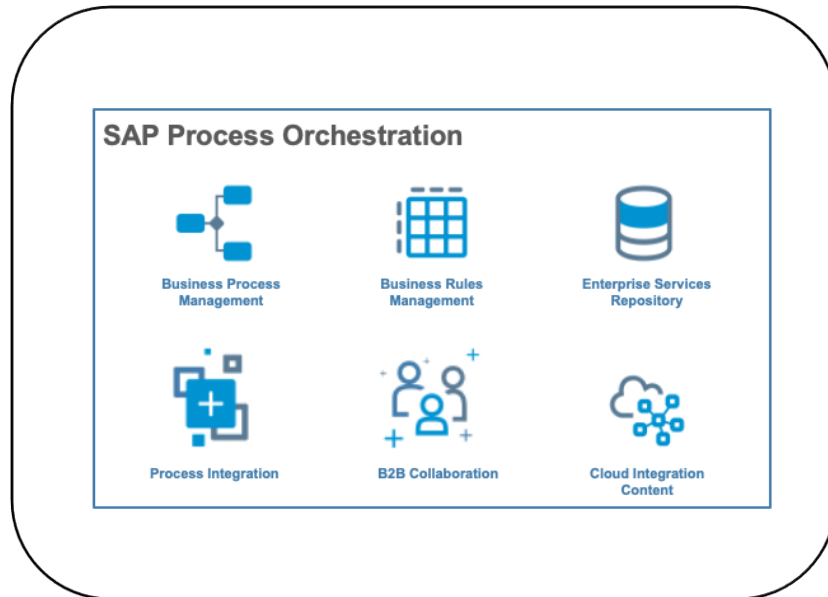 SAP Process Orchestration
Business Process
Management
Business Rules
Management
Enterprise Services
Repository
Process Integration
B2B Collaboration
Cloud Integration
Content